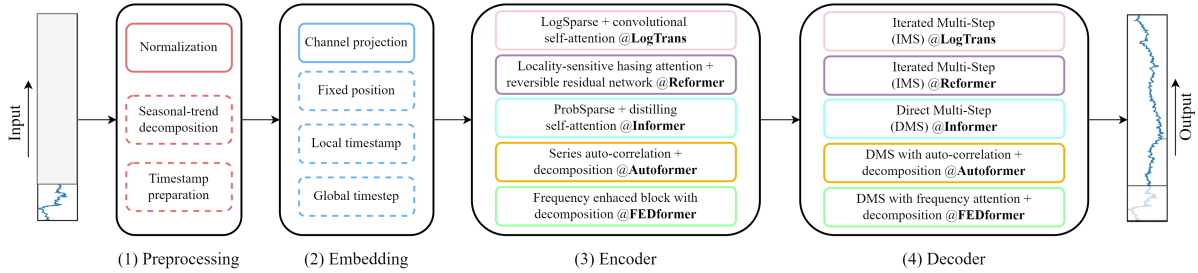 Input
Normalization
Seasonal-trend
decomposition
Timestamp
preparation
(1) Preprocessing
Channel projection
Fixed position
Local timestamp
Global timestep
(2) Embedding
LogSparse + convolutional
self-attention @LogTrans
Locality-sensitive hasing attention +
reversible residual network @Reformer
ProbSparse + distilling
self-attention @Informer
Series auto-correlation +
decomposition @Autoformer
Frequency enhaced block with
decomposition @FEDformer
(3) Encoder
Iterated Multi-Step
(IMS) @LogTrans
Iterated Multi-Step
(IMS) @Reformer
Direct Multi-Step
(DMS) @Informer
DMS with auto-correlation +
decomposition @Autoformer
DMS with frequency attention +
decomposition @FEDformer
(4) Decoder
Output